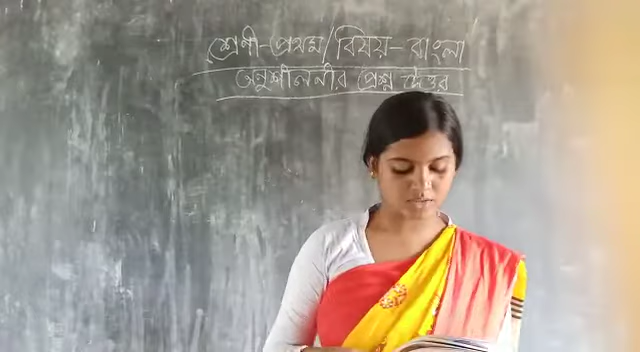 শ্রেণী-প্রথম/বিষয়-বাংলা
অনুশীলনীর প্রশ্ন উত্তর